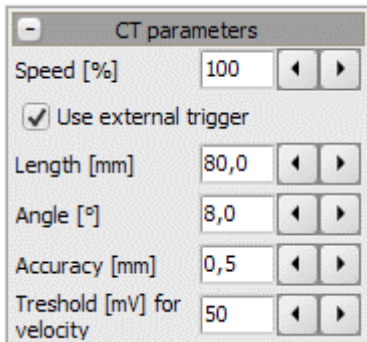 CT parameters
Speed [%] 100
Use external trigger
Length [mm] 80,0
Angle [°] 8,0
Accuracy [mm] 0,5
Treshold [mV] for
velocity 50